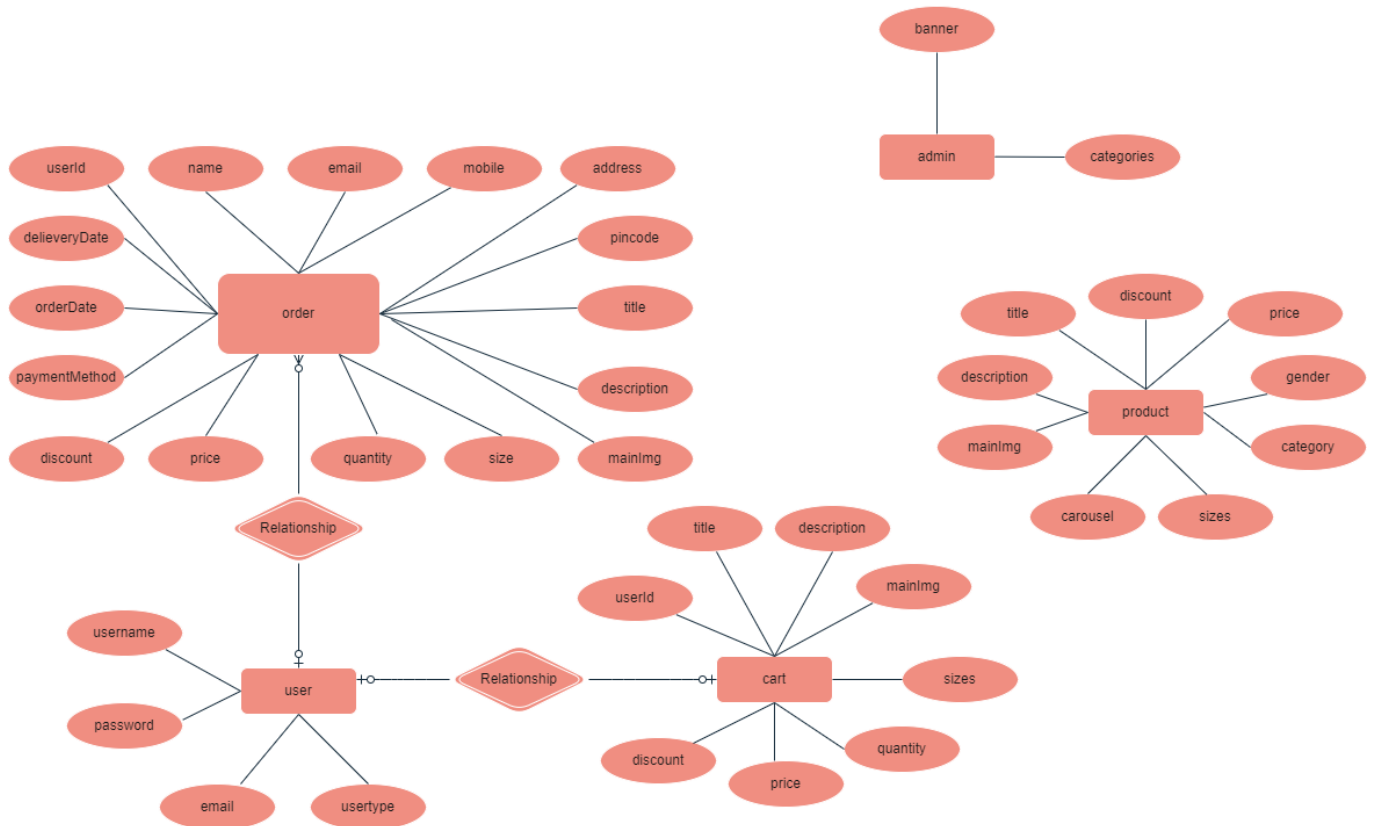 banner
admin
categories
userId
name
email
mobile
address
delieveryDate
pincode
orderDate
order
title
paymentMethod
description
discount
price
quantity
size
mainImg
Relationship
title
discount
price
description
gender
product
mainImg
category
carousel
sizes
title
description
userId
mainImg
username
user
Relationship
cart
sizes
password
discount
price
quantity
email
usertype